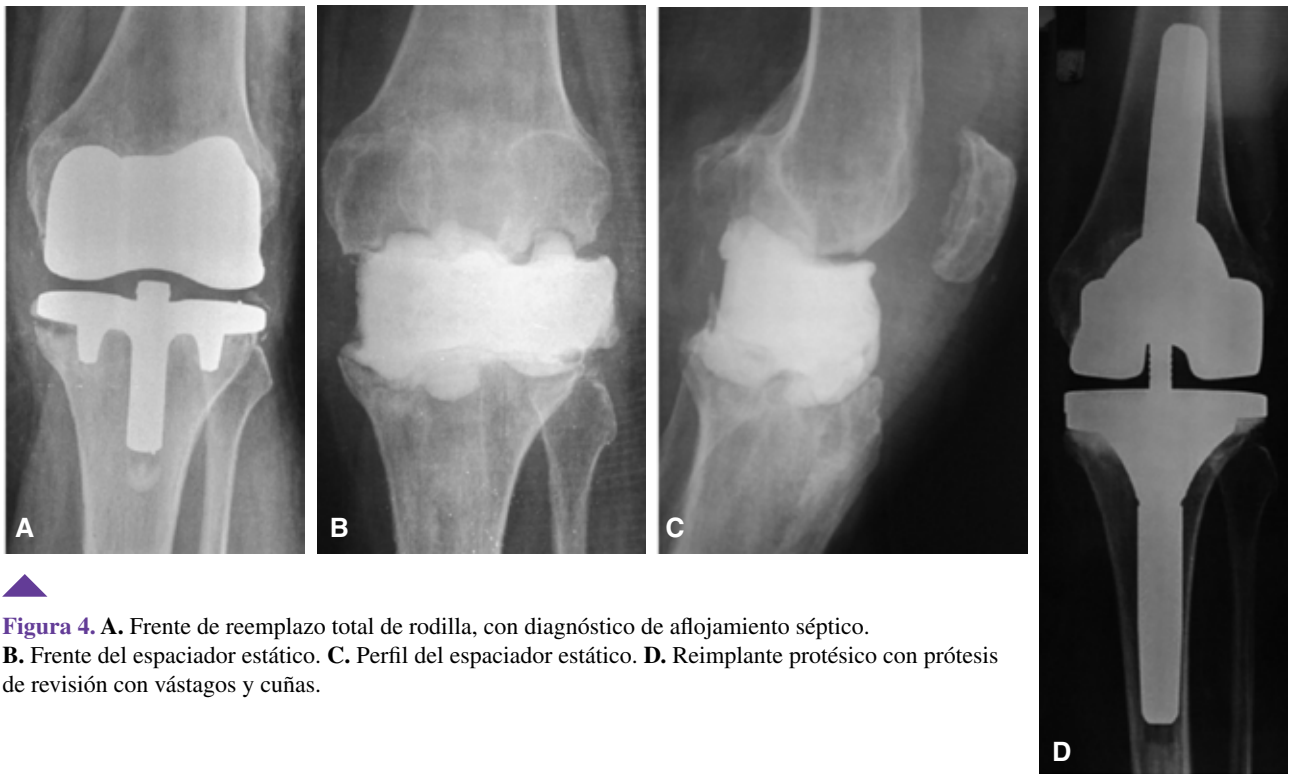 A
B
C
D
Figura 4. A. Frente de reemplazo total de rodilla, con diagnóstico de aflojamiento séptico.
B. Frente del espaciador estático. C. Perfil del espaciador estático. D. Reimplante protésico con prótesis
de revisión con vástagos y cuñas.